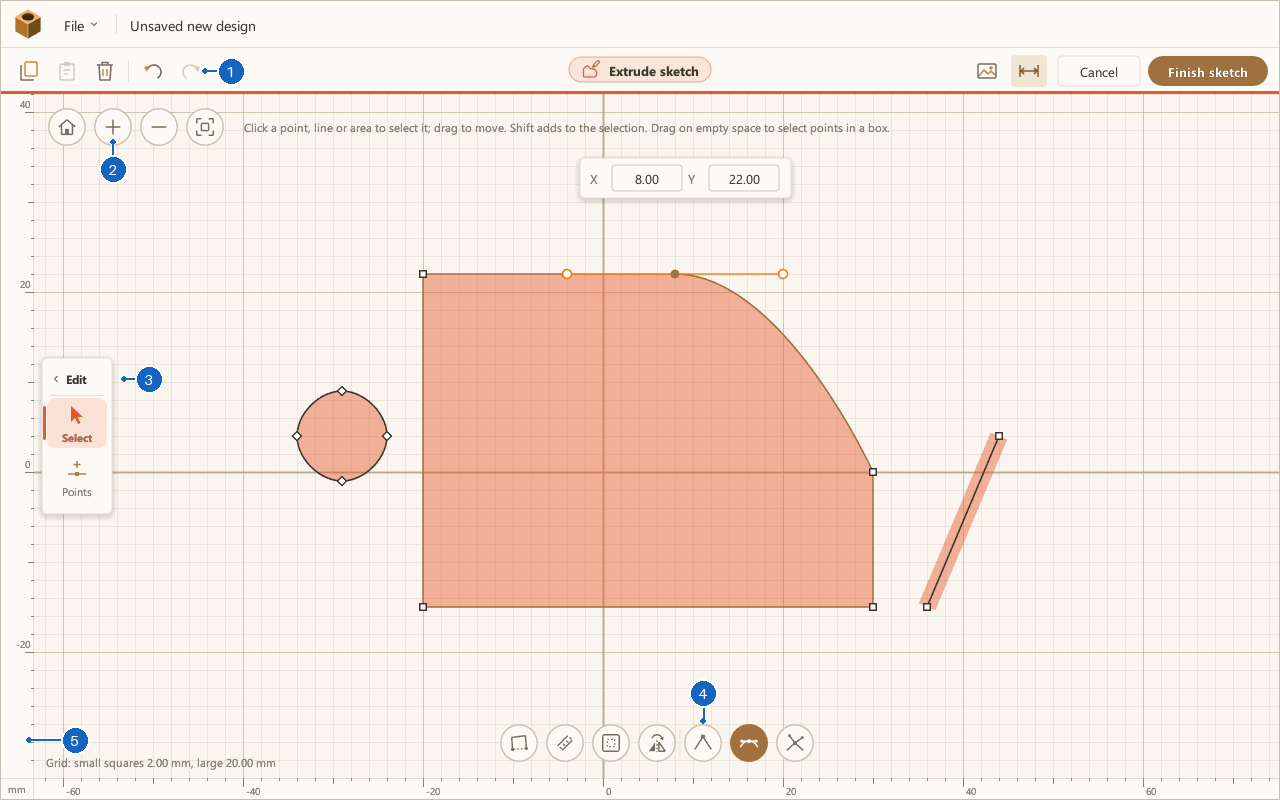 File
Unsaved new design
1
Extrude sketch
Cancel
Finish sketch
40
Click a point, line or area to select it; drag to move. Shift adds to the selection. Drag on empty space to select points in a box.
2
X 8.00 Y 22.00
20
Edit
3
Select
0
Points
-20
4
5
Grid: small squares 2.00 mm, large 20.00 mm
mm
-60 -40 -20 0 20 40 60